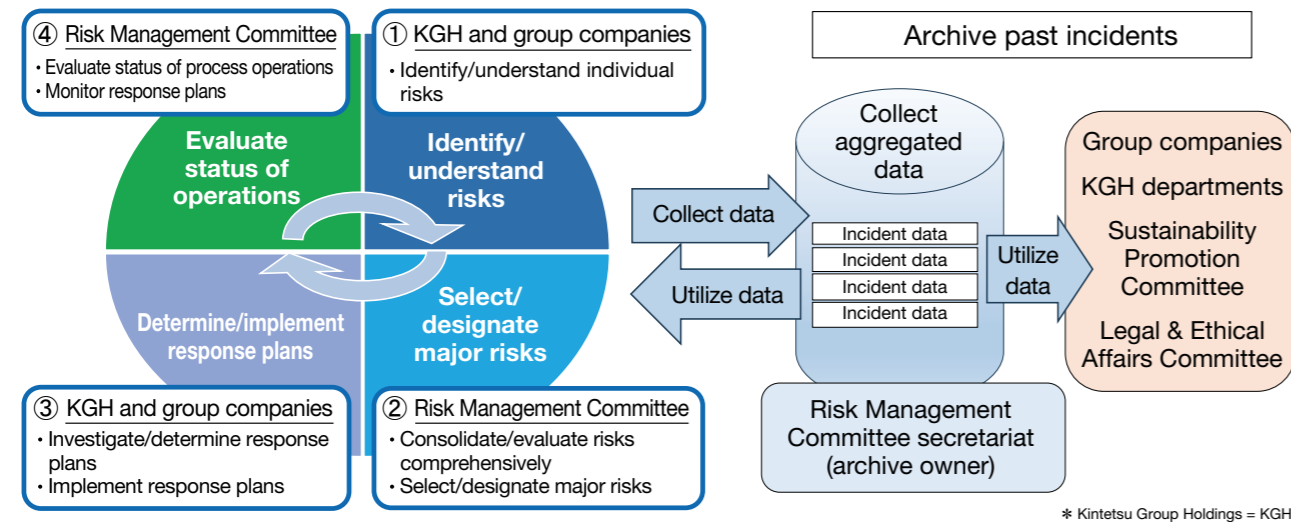 ④ Risk Management Committee
・Evaluate status of process operations
・Monitor response plans
① KGH and group companies
・Identify/understand individual
risks
Evaluate
status of
operations
Identify/
understand
risks
Determine/implement
response plans
Select/
designate
major risks
③ KGH and group companies
・Investigate/determine response
plans
・Implement response plans
② Risk Management Committee
・Consolidate/evaluate risks
comprehensively
・Select/designate major risks
Archive past incidents
Collect data
Utilize data
Collect
aggregated
data
Incident data
Incident data
Incident data
Incident data
Utilize
data
Group companies
KGH departments
Sustainability
Promotion
Committee
Legal & Ethical
Affairs Committee
Risk Management
Committee secretariat
(archive owner)
* Kintetsu Group Holdings = KGH